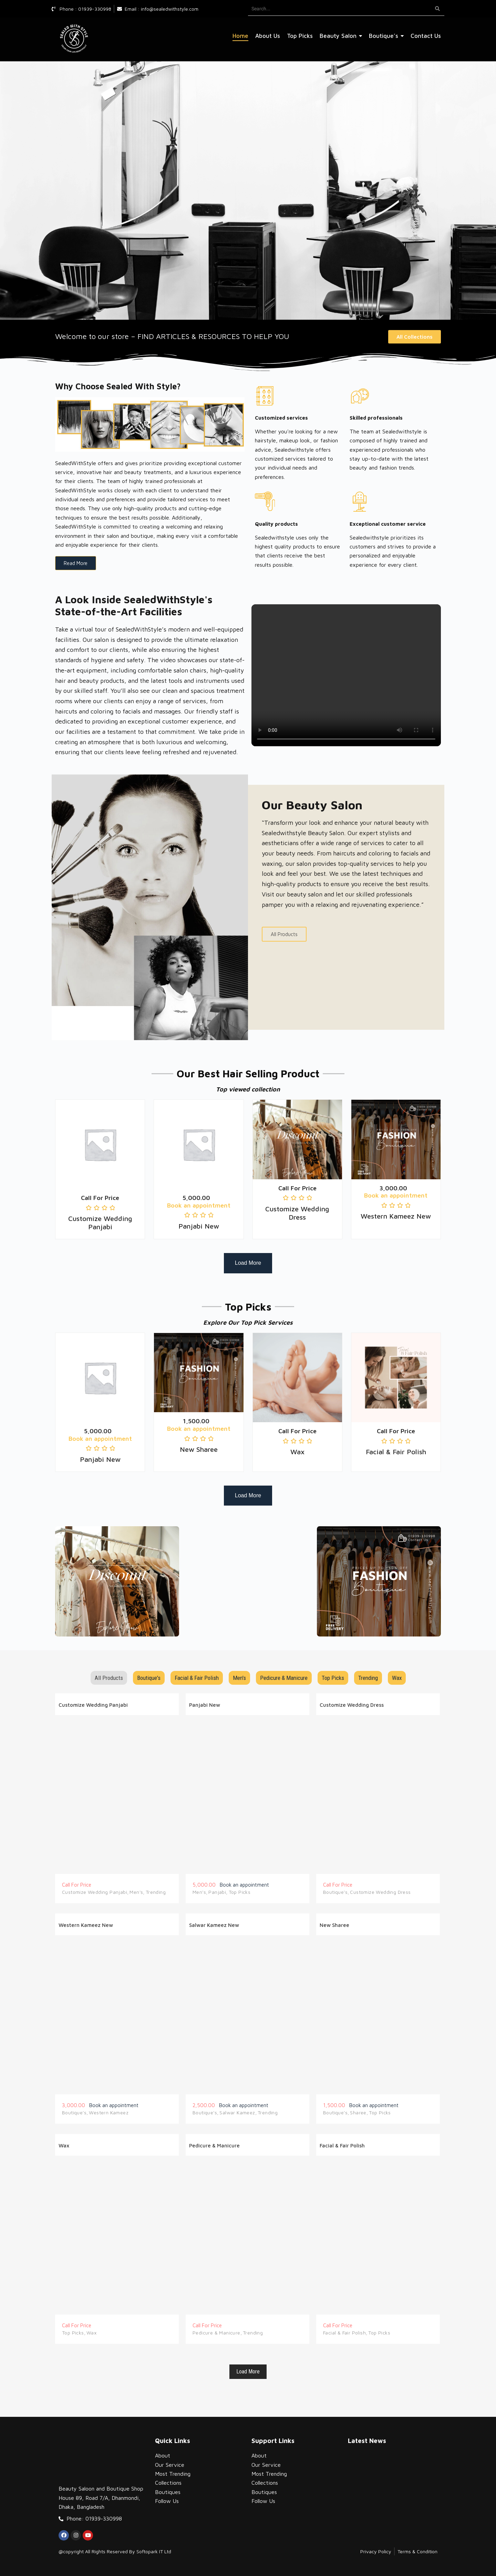 Phone : 01939-330998
Email : info@sealedwithstyle.com
Search...
SEALED WITH STYLE
Home
About Us
Top Picks
Beauty Salon
Boutique's
Contact Us
Welcome to our store – FIND ARTICLES & RESOURCES TO HELP YOU
All Collections
Why Choose Sealed With Style?
SealedWithStyle offers and gives prioritize providing exceptional customer
service, innovative hair and beauty treatments, and a luxurious experience
for their clients. The team of highly trained professionals at
SealedWithStyle works closely with each client to understand their
individual needs and preferences and provide tailored services to meet
those needs. They use only high-quality products and cutting-edge
techniques to ensure the best results possible. Additionally,
SealedWithStyle is committed to creating a welcoming and relaxing
environment in their salon and boutique, making every visit a comfortable
and enjoyable experience for their clients.
Read More
Customized services
Whether you're looking for a new
hairstyle, makeup look, or fashion
advice, Sealedwithstyle offers
customized services tailored to
your individual needs and
preferences.
Skilled professionals
The team at Sealedwithstyle is
composed of highly trained and
experienced professionals who
stay up-to-date with the latest
beauty and fashion trends.
Quality products
Sealedwithstyle uses only the
highest quality products to ensure
that clients receive the best
results possible.
Exceptional customer service
Sealedwithstyle prioritizes its
customers and strives to provide a
personalized and enjoyable
experience for every client.
A Look Inside SealedWithStyle's
State-of-the-Art Facilities
Take a virtual tour of SealedWithStyle's modern and well-equipped
facilities. Our salon is designed to provide the ultimate relaxation
and comfort to our clients, while also ensuring the highest
standards of hygiene and safety. The video showcases our state-of-
the-art equipment, including comfortable salon chairs, high-quality
hair and beauty products, and the latest tools and instruments used
by our skilled staff. You'll also see our clean and spacious treatment
rooms where our clients can enjoy a range of services, from
haircuts and coloring to facials and massages. Our friendly staff is
dedicated to providing an exceptional customer experience, and
our facilities are a testament to that commitment. We take pride in
creating an atmosphere that is both luxurious and welcoming,
ensuring that our clients leave feeling refreshed and rejuvenated.
0:00
Our Beauty Salon
"Transform your look and enhance your natural beauty with
Sealedwithstyle Beauty Salon. Our expert stylists and
aestheticians offer a wide range of services to cater to all
your beauty needs. From haircuts and coloring to facials and
waxing, our salon provides top-quality services to help you
look and feel your best. We use the latest techniques and
high-quality products to ensure you receive the best results.
Visit our beauty salon and let our skilled professionals
pamper you with a relaxing and rejuvenating experience."
All Products
Our Best Hair Selling Product
Top viewed collection
Call For Price
Customize Wedding
Panjabi
5,000.00
Book an appointment
Panjabi New
Discount
Call For Price
Customize Wedding
Dress
FASHION
Boutique
3,000.00
Book an appointment
Western Kameez New
Load More
Top Picks
Explore Our Top Pick Services
5,000.00
Book an appointment
Panjabi New
FASHION
Boutique
1,500.00
Book an appointment
New Sharee
Call For Price
Wax
Call For Price
Facial & Fair Polish
Load More
Discount
FASHION
Boutique
FREE
DELIVERY
All Products
Boutique's
Facial & Fair Polish
Men's
Pedicure & Manicure
Top Picks
Trending
Wax
Customize Wedding Panjabi
Panjabi New
Customize Wedding Dress
Call For Price
Customize Wedding Panjabi, Men's, Trending
5,000.00 Book an appointment
Men's, Panjabi, Top Picks
Call For Price
Boutique's, Customize Wedding Dress
Western Kameez New
Salwar Kameez New
New Sharee
3,000.00 Book an appointment
Boutique's, Western Kameez
2,500.00 Book an appointment
Boutique's, Salwar Kameez, Trending
1,500.00 Book an appointment
Boutique's, Sharee, Top Picks
Wax
Pedicure & Manicure
Facial & Fair Polish
Call For Price
Top Picks, Wax
Call For Price
Pedicure & Manicure, Trending
Call For Price
Facial & Fair Polish, Top Picks
Load More
Beauty Saloon and Boutique Shop
House 89, Road 7/A, Dhanmondi,
Dhaka, Bangladesh
Phone: 01939-330998
Quick Links
About
Our Service
Most Trending
Collections
Boutiques
Follow Us
Support Links
About
Our Service
Most Trending
Collections
Boutiques
Follow Us
Latest News
@copyright All Rights Reserved By Softopark IT Ltd
Privacy Policy
Terms & Condition